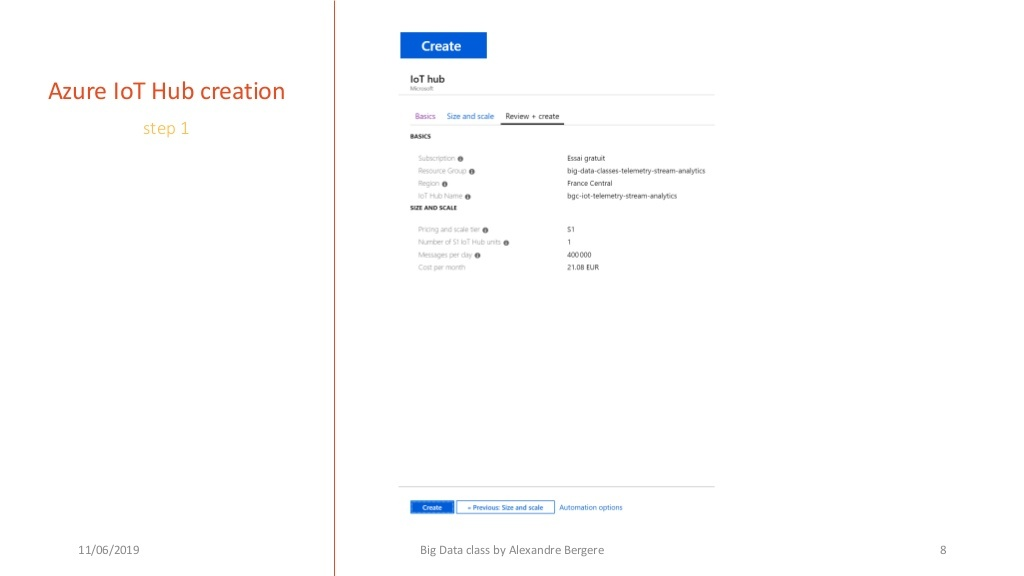 Azure IoT Hub creation
step 1
Create
IoT hub
Microsoft
Basics Size and scale Review + create
BASICS
Subscription Essai gratuit
Resource Group big-data-classes-telemetry-stream-analytics
Region France Central
IoT Hub Name bgc-iot-telemetry-stream-analytics
SIZE AND SCALE
Pricing and scale tier S1
Number of S1 IoT Hub units 1
Messages per day 400 000
Cost per month 21.08 EUR
Create « Previous: Size and scale Automation options
11/06/2019 Big Data class by Alexandre Bergere 8